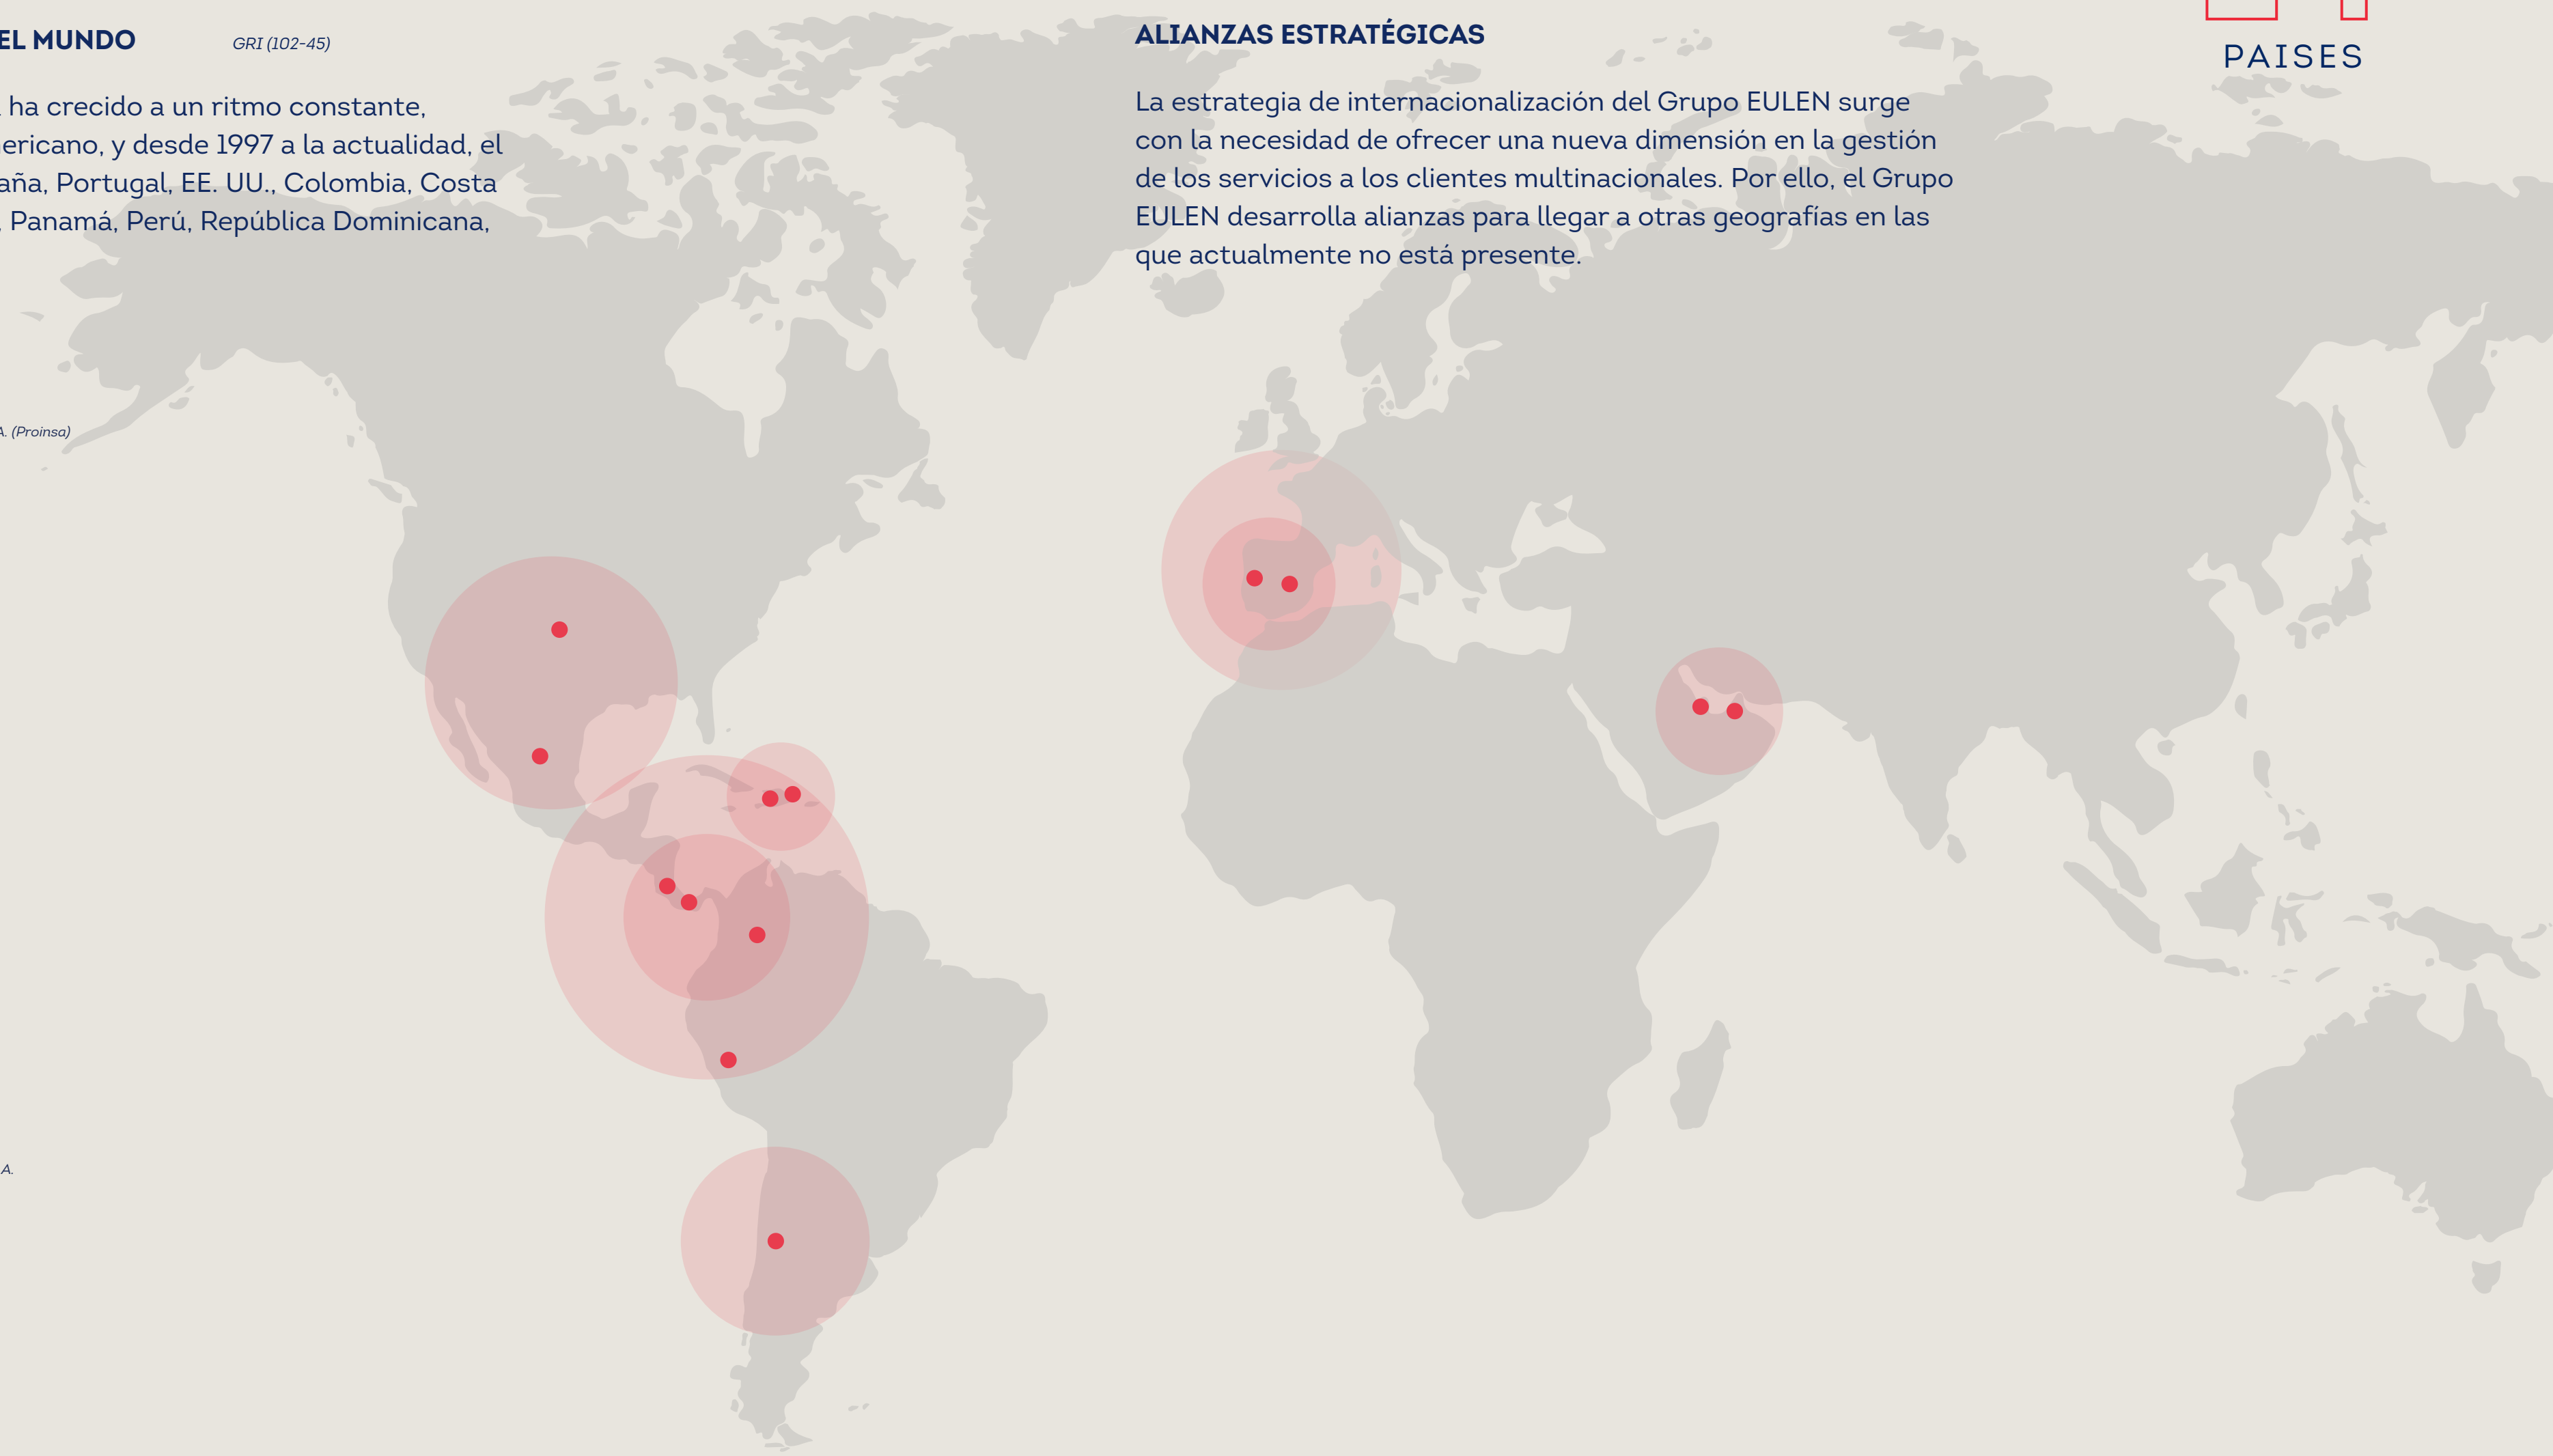 EL MUNDO
GRI (102-45)
ha crecido a un ritmo constante,
ericano, y desde 1997 a la actualidad, el
aña, Portugal, EE. UU., Colombia, Costa
, Panamá, Perú, República Dominicana,
A. (Proinsa)
A.
ALIANZAS ESTRATÉGICAS
La estrategia de internacionalización del Grupo EULEN surge
con la necesidad de ofrecer una nueva dimensión en la gestión
de los servicios a los clientes multinacionales. Por ello, el Grupo
EULEN desarrolla alianzas para llegar a otras geografías en las
que actualmente no está presente.
PAISES